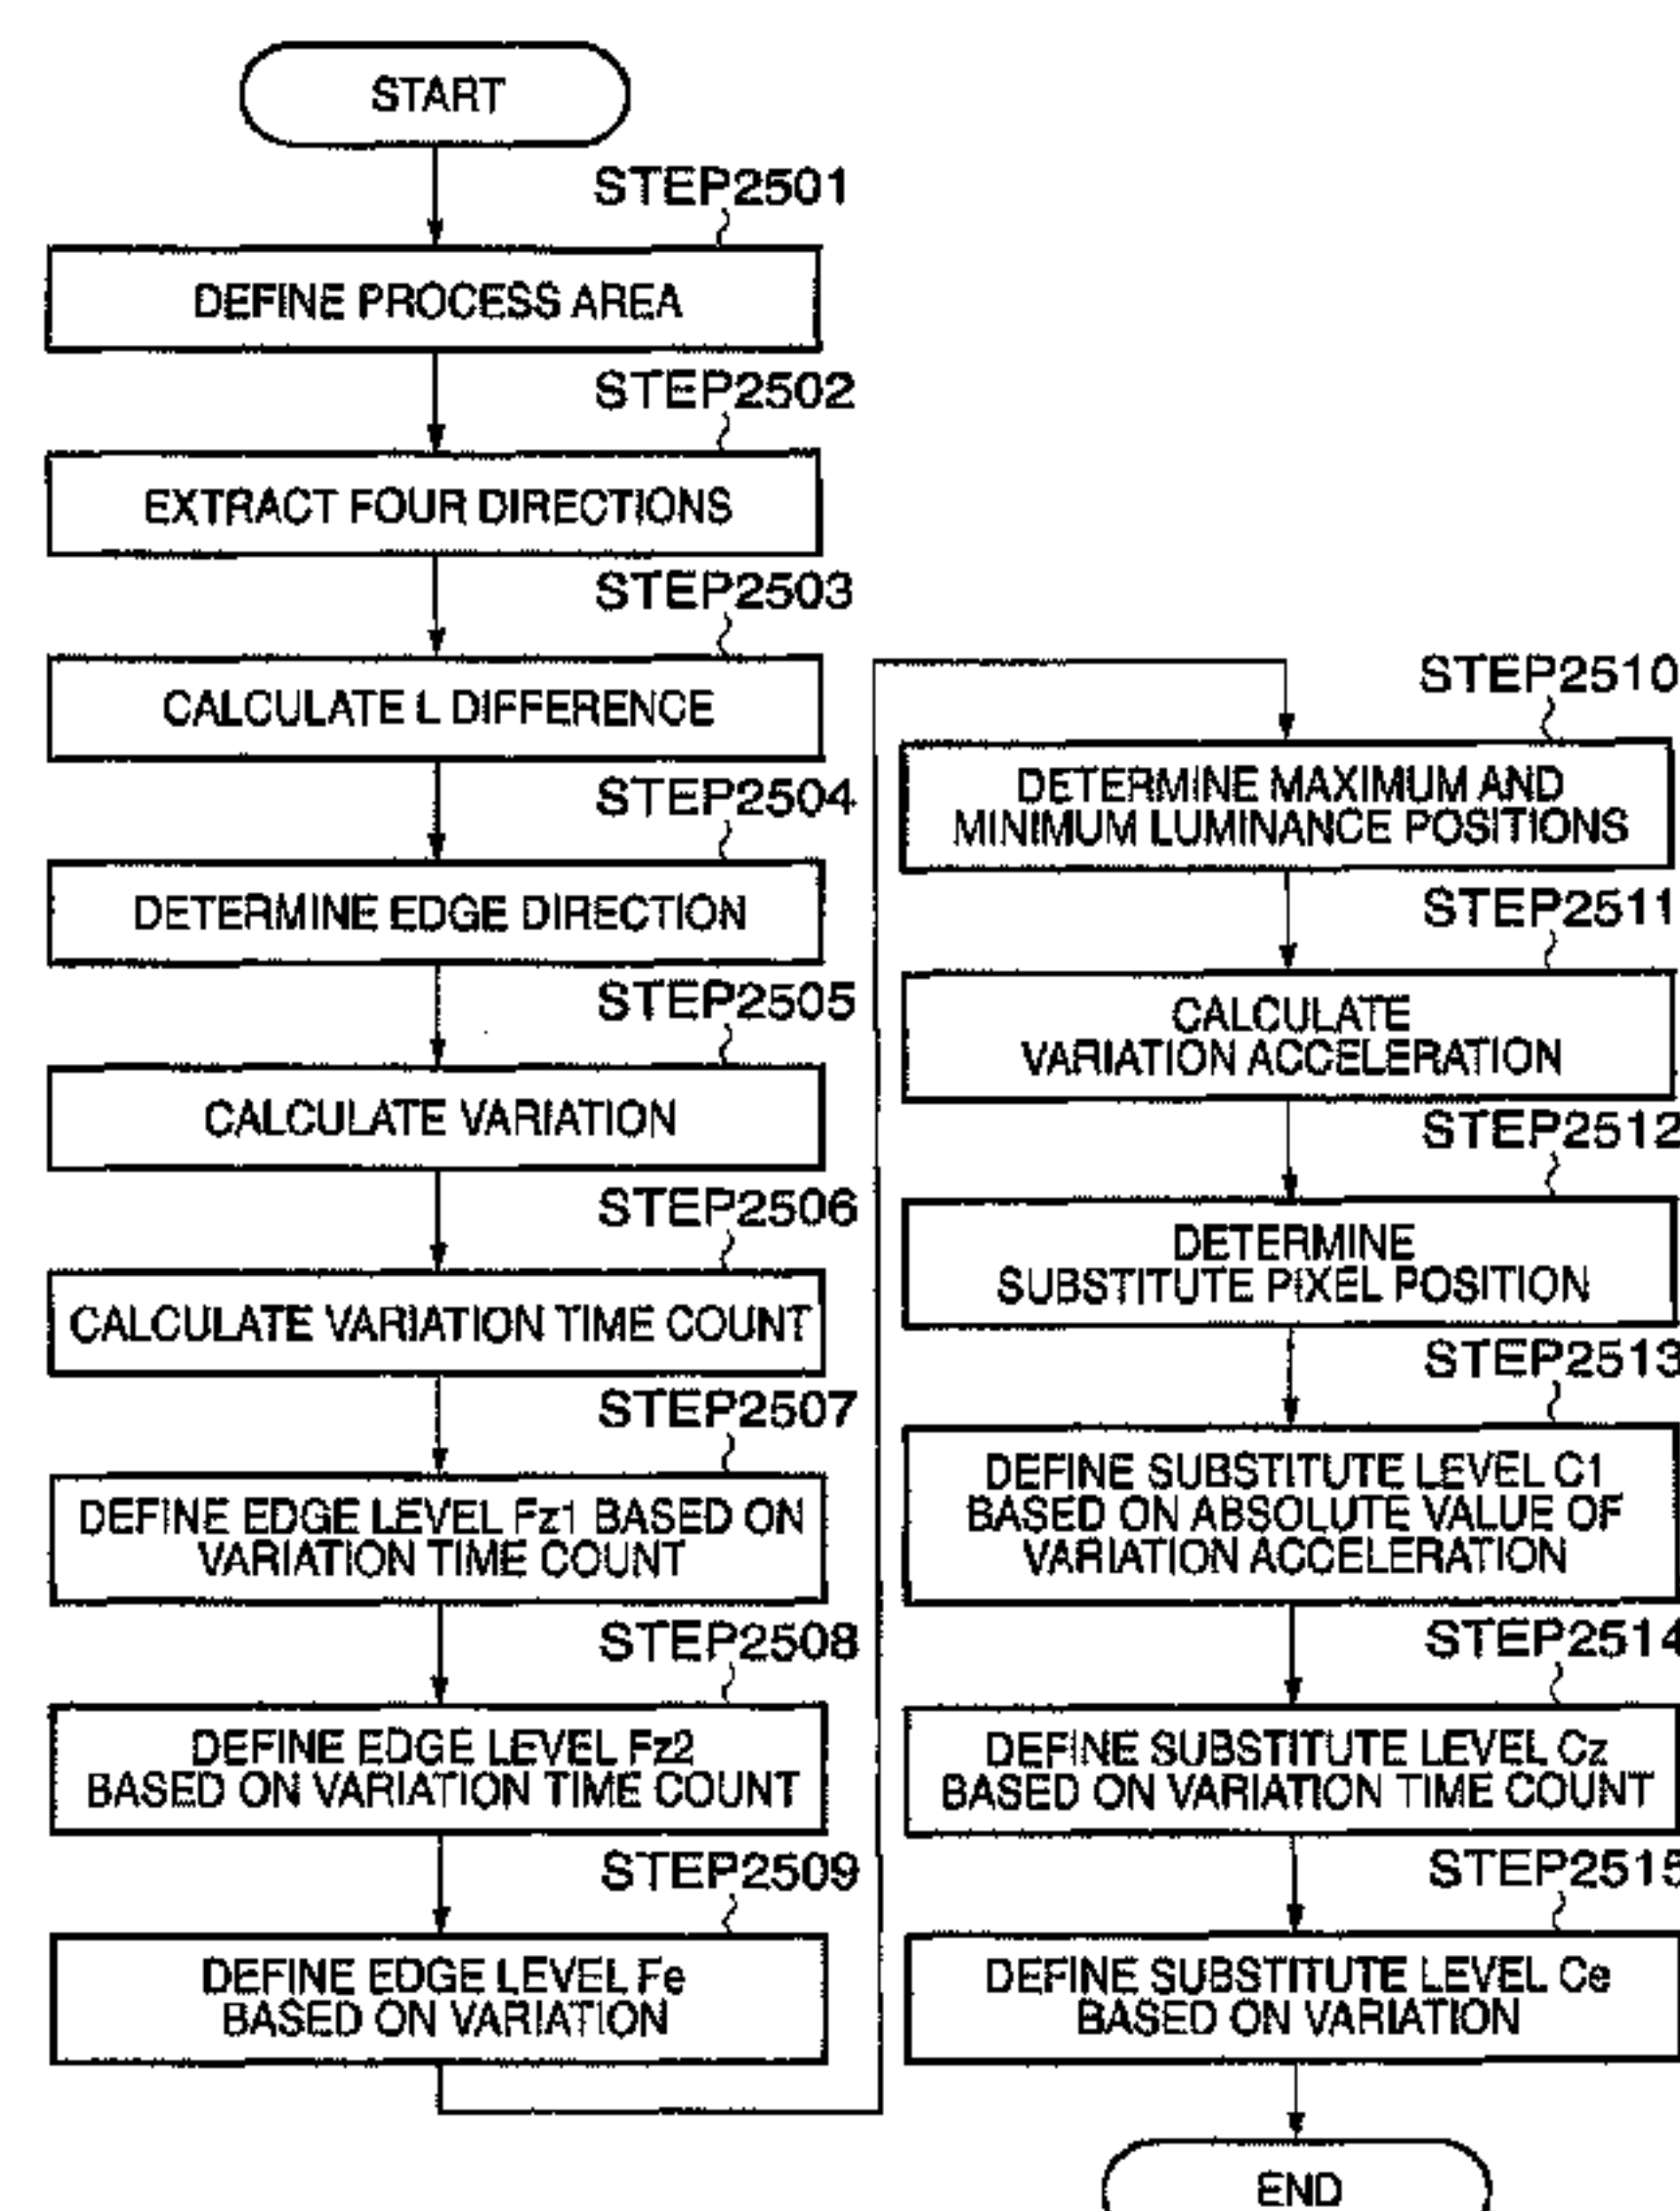 START
STEP2501
DEFINE PROCESS AREA
STEP2502
EXTRACT FOUR DIRECTIONS
STEP2503
CALCULATE L DIFFERENCE
STEP2504
DETERMINE EDGE DIRECTION
STEP2505
CALCULATE VARIATION
STEP2506
CALCULATE VARIATION TIME COUNT
STEP2507
DEFINE EDGE LEVEL Fz1 BASED ON
VARIATION TIME COUNT
STEP2508
DEFINE EDGE LEVEL Fz2
BASED ON VARIATION TIME COUNT
STEP2509
DEFINE EDGE LEVEL Fe
BASED ON VARIATION
STEP2510
DETERMINE MAXIMUM AND
MINIMUM LUMINANCE POSITIONS
STEP2511
CALCULATE
VARIATION ACCELERATION
STEP2512
DETERMINE
SUBSTITUTE PIXEL POSITION
STEP2513
DEFINE SUBSTITUTE LEVEL C1
BASED ON ABSOLUTE VALUE OF
VARIATION ACCELERATION
STEP2514
DEFINE SUBSTITUTE LEVEL Cz
BASED ON VARIATION TIME COUNT
STEP2515
DEFINE SUBSTITUTE LEVEL Ce
BASED ON VARIATION
END